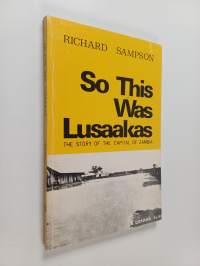 RICHARD SAMPSON
So This
Was
Lusaakas
THE STORY OF THE CAPITAL OF ZAMBIA